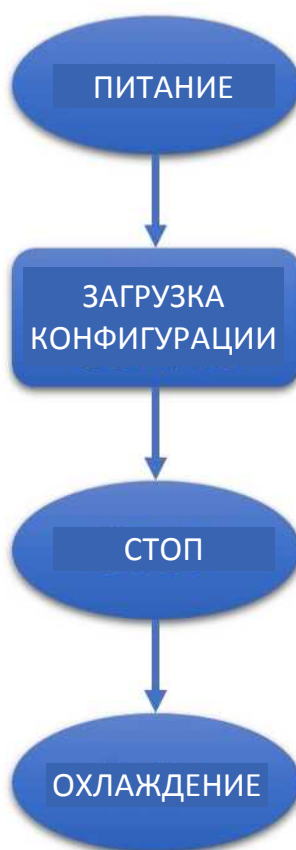 ПИТАНИЕ
ЗАГРУЗКА
КОНФИГУРАЦИИ
СТОП
ОХЛАЖДЕНИЕ